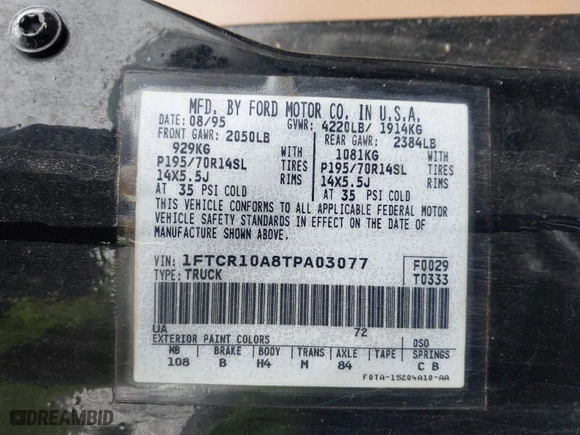 MFD. BY FORD MOTOR CO. IN U.S.A.
DATE: 08/95 GVWR: 4220LB/ 1914KG
FRONT GAWR: 2050LB REAR GAWR: 2384LB
929KG WITH 1081KG WITH
P195/70R14SL TIRES P195/70R14SL TIRES
14X5.5J RIMS 14X5.5J RIMS
AT 35 PSI COLD AT 35 PSI COLD
THIS VEHICLE CONFORMS TO ALL APPLICABLE FEDERAL MOTOR
VEHICLE SAFETY STANDARDS IN EFFECT ON THE DATE OF
MANUFACTURE SHOWN ABOVE.
VIN: 1FTCR10A8TPA03077 F0029
TYPE: TRUCK T0333
UA 72
EXTERIOR PAINT COLORS DSO
WB BRAKE BODY TRANS AXLE TAPE SPRINGS
108 B H4 M 84 C B
F0TA-15204A10-AA
DREAMBID